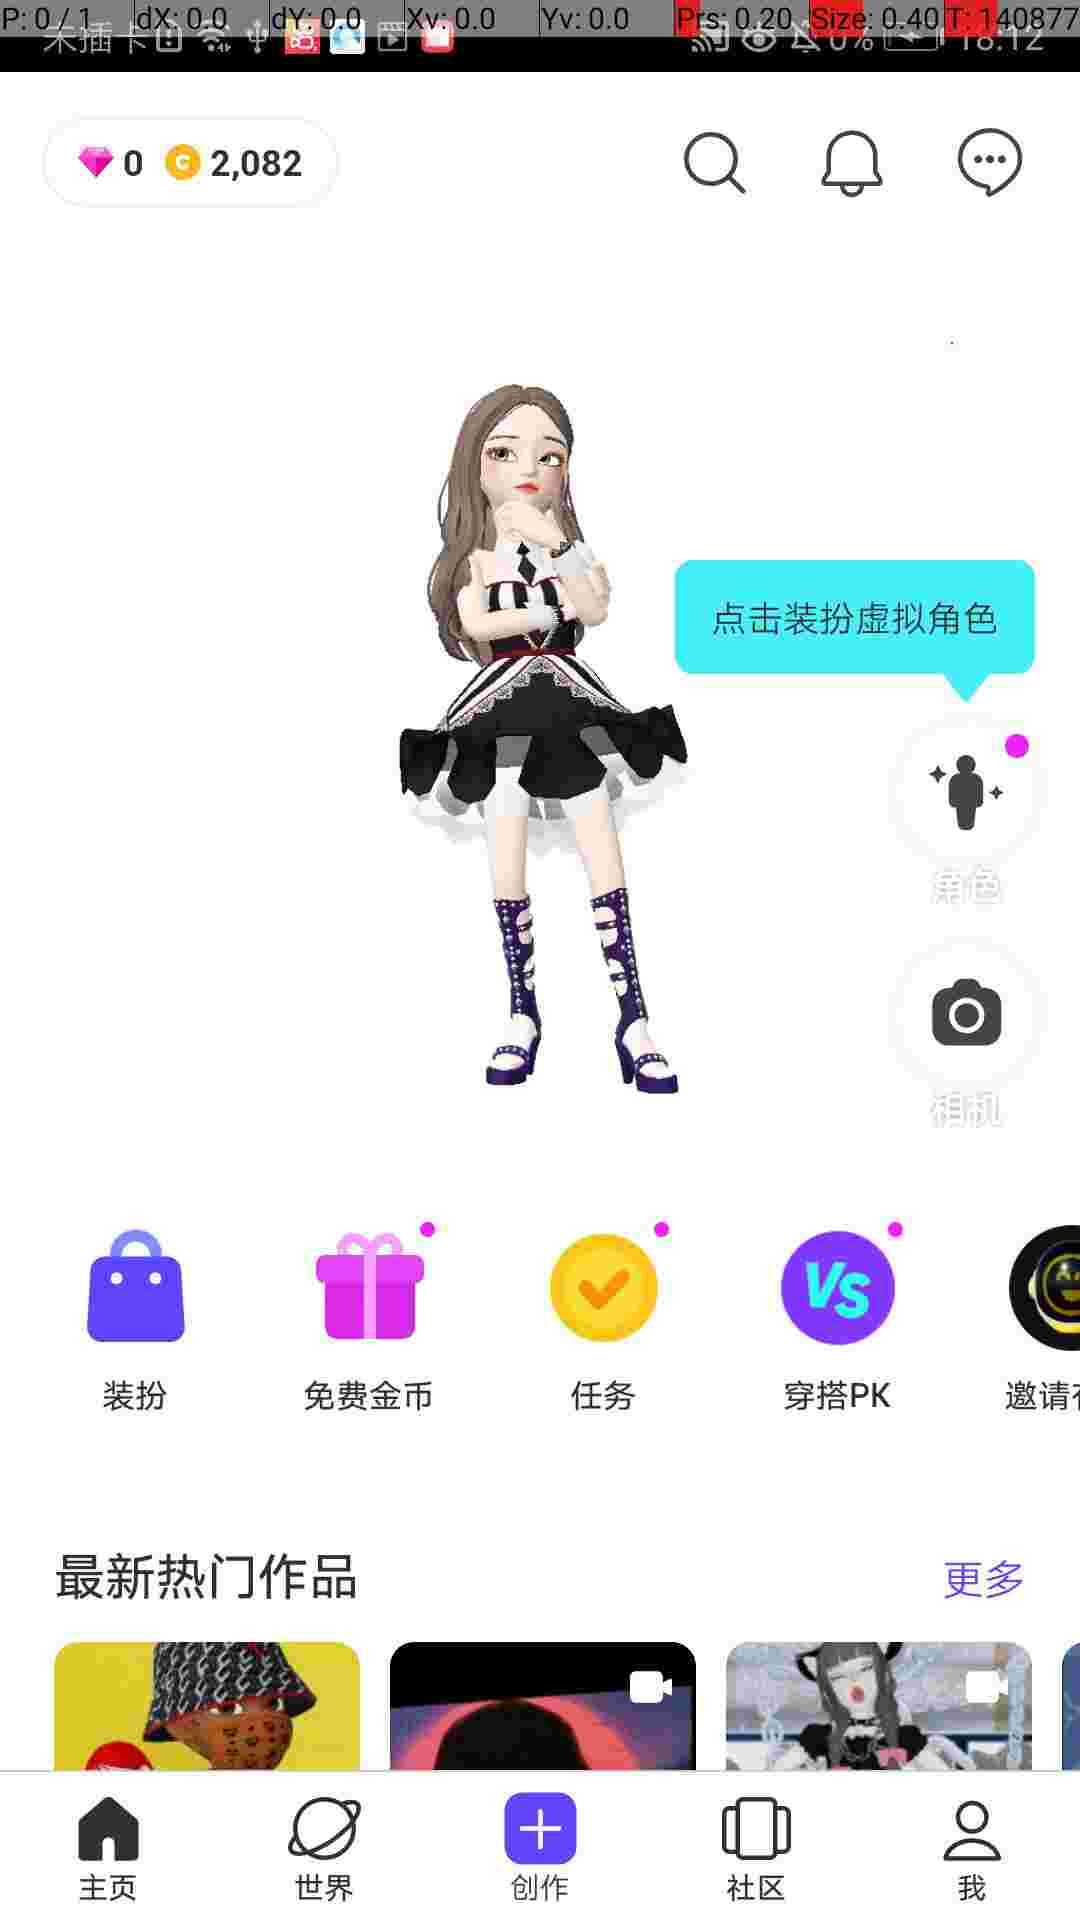 P: 0 / 1 dX: 0.0 dY: 0.0 Xv: 0.0 Yv: 0.0 Prs: 0.20 Size: 0.40 T: 140877
未插卡 0% 18:12
0 2,082
点击装扮虚拟角色
角色
相机
装扮 免费金币 任务 穿搭PK 邀请
最新热门作品 更多
主页 世界 创作 社区 我